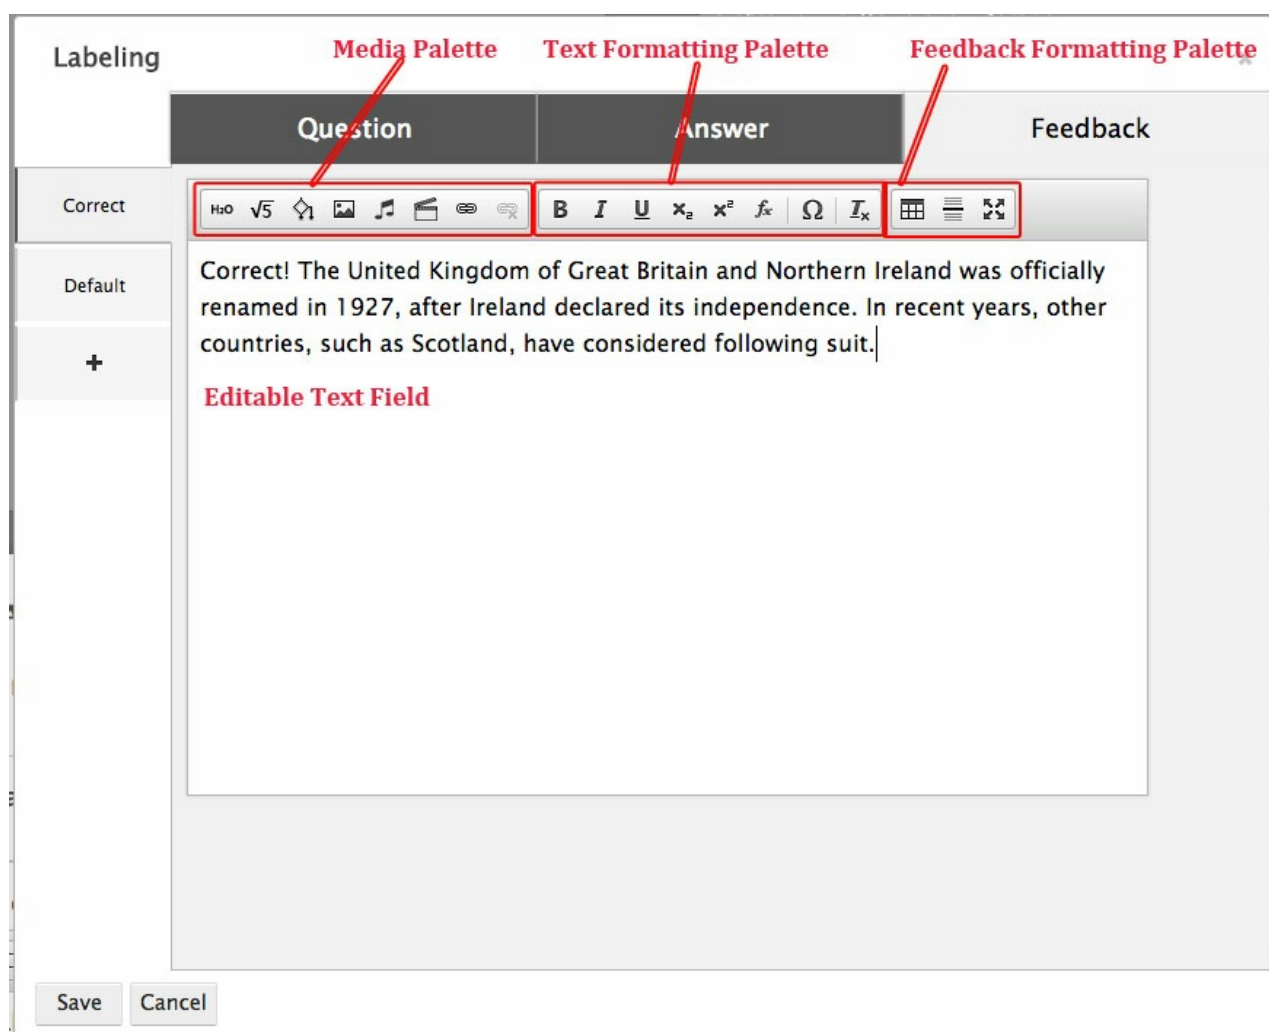 Labeling
Media Palette
Text Formatting Palette
Feedback Formatting Palette
Question
Answer
Feedback
Correct
H₂O √5 B I U x₂ x² fx Ω Ix
Default
Correct! The United Kingdom of Great Britain and Northern Ireland was officially
renamed in 1927, after Ireland declared its independence. In recent years, other
countries, such as Scotland, have considered following suit.
+
Editable Text Field
Save
Cancel